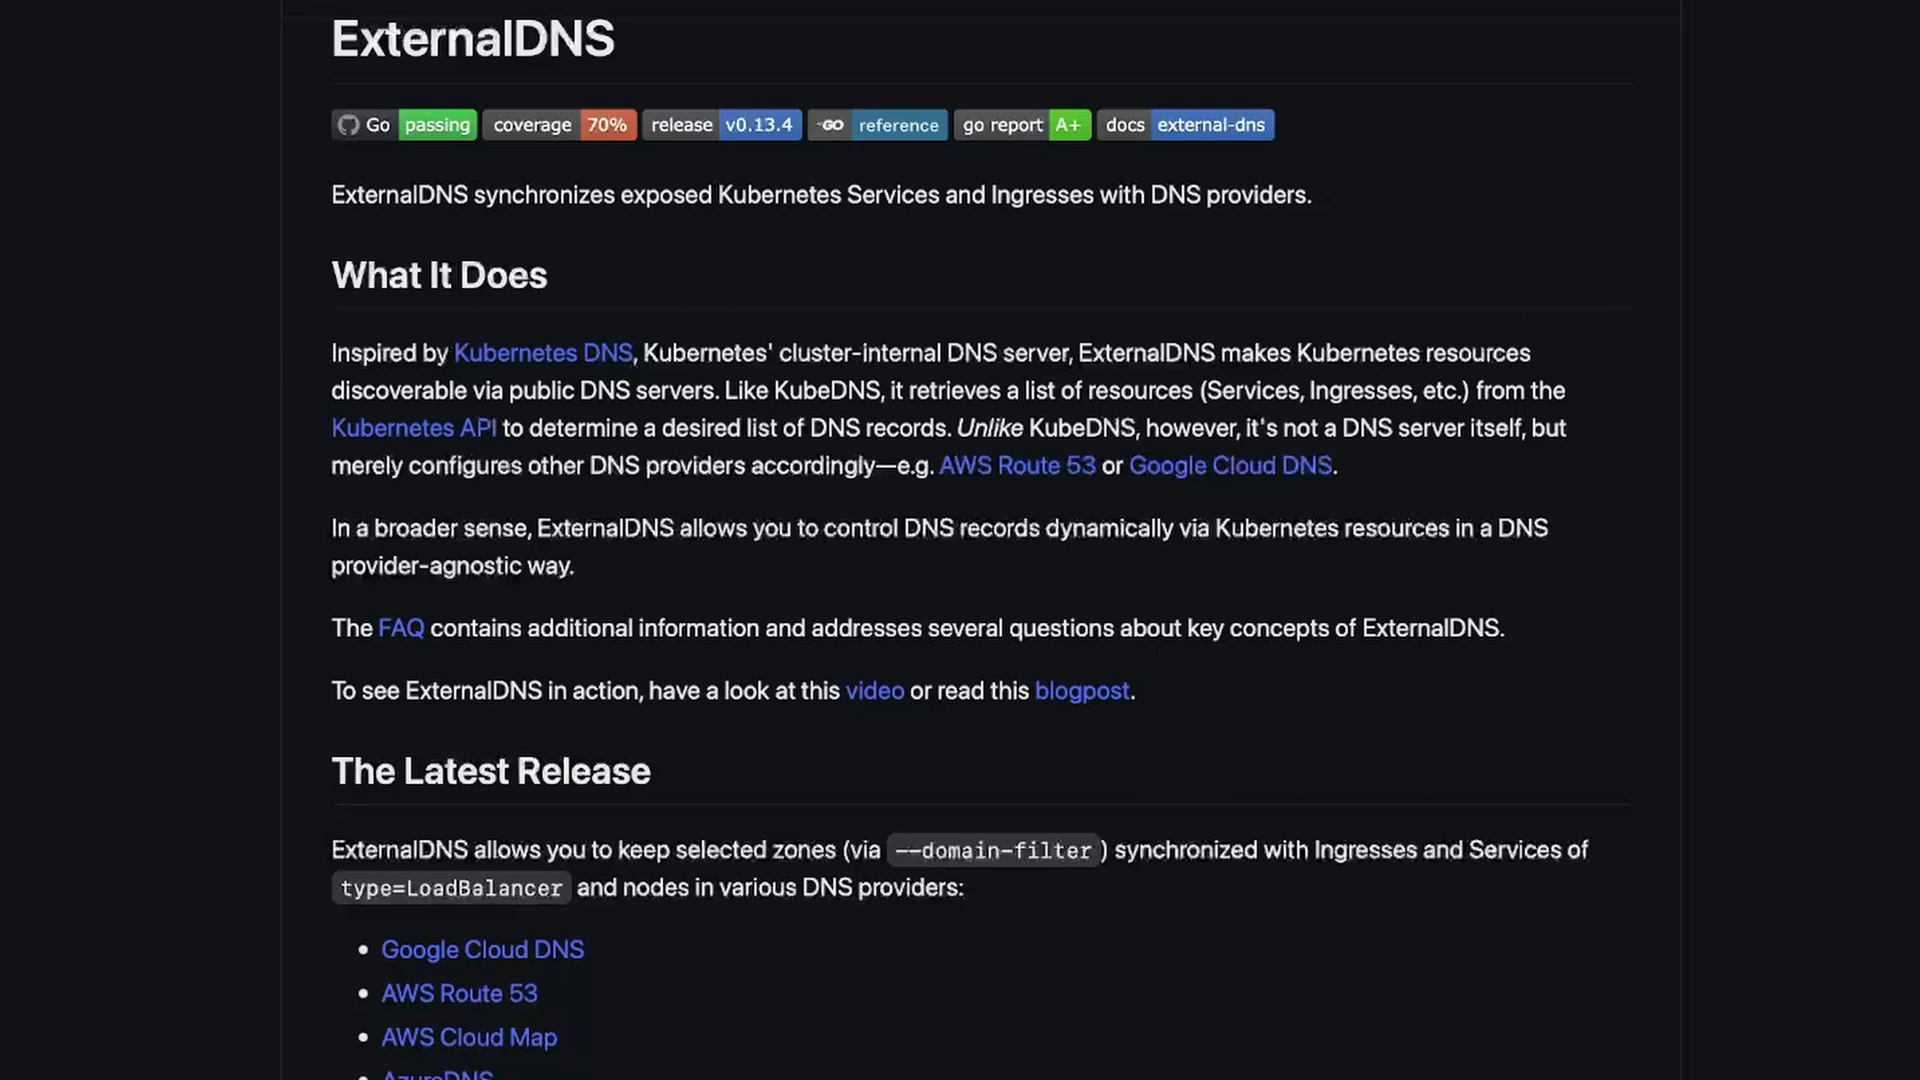 ExternalDNS
Go passing coverage 70% release v0.13.4 GO reference go report A+ docs external-dns
ExternalDNS synchronizes exposed Kubernetes Services and Ingresses with DNS providers.
What It Does
Inspired by Kubernetes DNS, Kubernetes' cluster-internal DNS server, ExternalDNS makes Kubernetes resources
discoverable via public DNS servers. Like KubeDNS, it retrieves a list of resources (Services, Ingresses, etc.) from the
Kubernetes API to determine a desired list of DNS records. Unlike KubeDNS, however, it's not a DNS server itself, but
merely configures other DNS providers accordingly—e.g. AWS Route 53 or Google Cloud DNS.
In a broader sense, ExternalDNS allows you to control DNS records dynamically via Kubernetes resources in a DNS
provider-agnostic way.
The FAQ contains additional information and addresses several questions about key concepts of ExternalDNS.
To see ExternalDNS in action, have a look at this video or read this blogpost.
The Latest Release
ExternalDNS allows you to keep selected zones (via --domain-filter) synchronized with Ingresses and Services of
type=LoadBalancer and nodes in various DNS providers:
• Google Cloud DNS
• AWS Route 53
• AWS Cloud Map
• AzureDNS